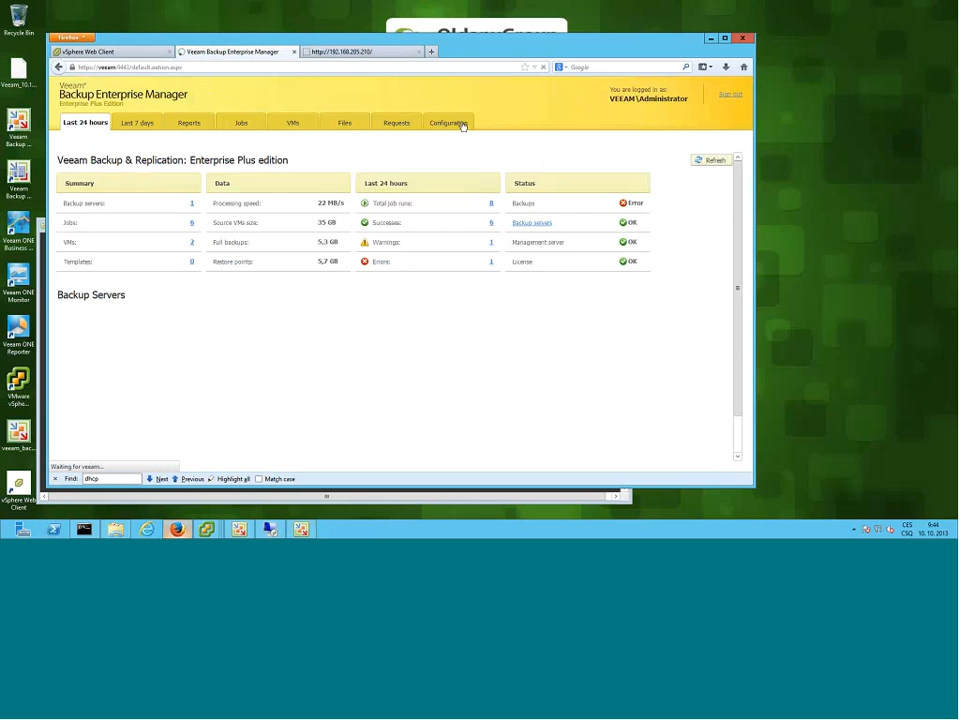 Recycle Bin
Veeam_10.1...
Veeam
Backup ...
Veeam
Backup ...
Veeam ONE
Business ...
Veeam ONE
Monitor
Veeam ONE
Reporter
VMware
vSphe...
veeam_bac...
vSphere Web
Client
Firefox
vSphere Web Client
Veeam Backup Enterprise Manager
http://192.168.205.210/
Google
Veeam®
Backup Enterprise Manager
Enterprise Plus Edition
You are logged in as:
VEEAM\Administrator
Sign out
Last 24 hours
Last 7 days
Reports
Jobs
VMs
Files
Requests
Configuration
Veeam Backup & Replication: Enterprise Plus edition
Refresh
Summary
Data
Last 24 hours
Status
Backup servers: 1
Processing speed: 22 MB/s
Total job runs: 8
Backups Error
Jobs: 6
Source VMs size: 35 GB
Successes: 6
Backup servers OK
VMs: 2
Full backups: 5,3 GB
Warnings: 1
Management server OK
Templates: 0
Restore points: 5,7 GB
Errors: 1
License OK
Backup Servers
Waiting for veeam...
Find: dhcp
Next
Previous
Highlight all
Match case
CES
CSQ
9:44
10. 10. 2013